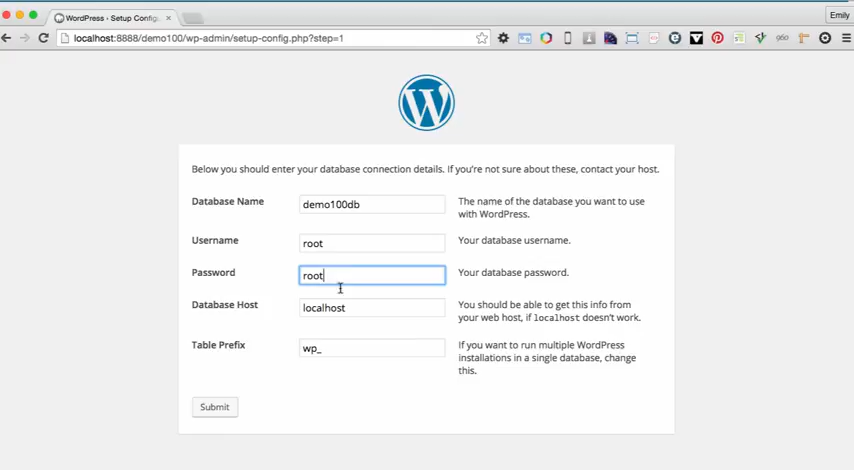 WordPress › Setup Config
Emily
localhost:8888/demo100/wp-admin/setup-config.php?step=1
960
W
Below you should enter your database connection details. If you're not sure about these, contact your host.
Database Name
demo100db
The name of the database you want to use
with WordPress.
Username
root
Your database username.
Password
root
Your database password.
Database Host
localhost
You should be able to get this info from
your web host, if localhost doesn't work.
Table Prefix
wp_
If you want to run multiple WordPress
installations in a single database, change
this.
Submit